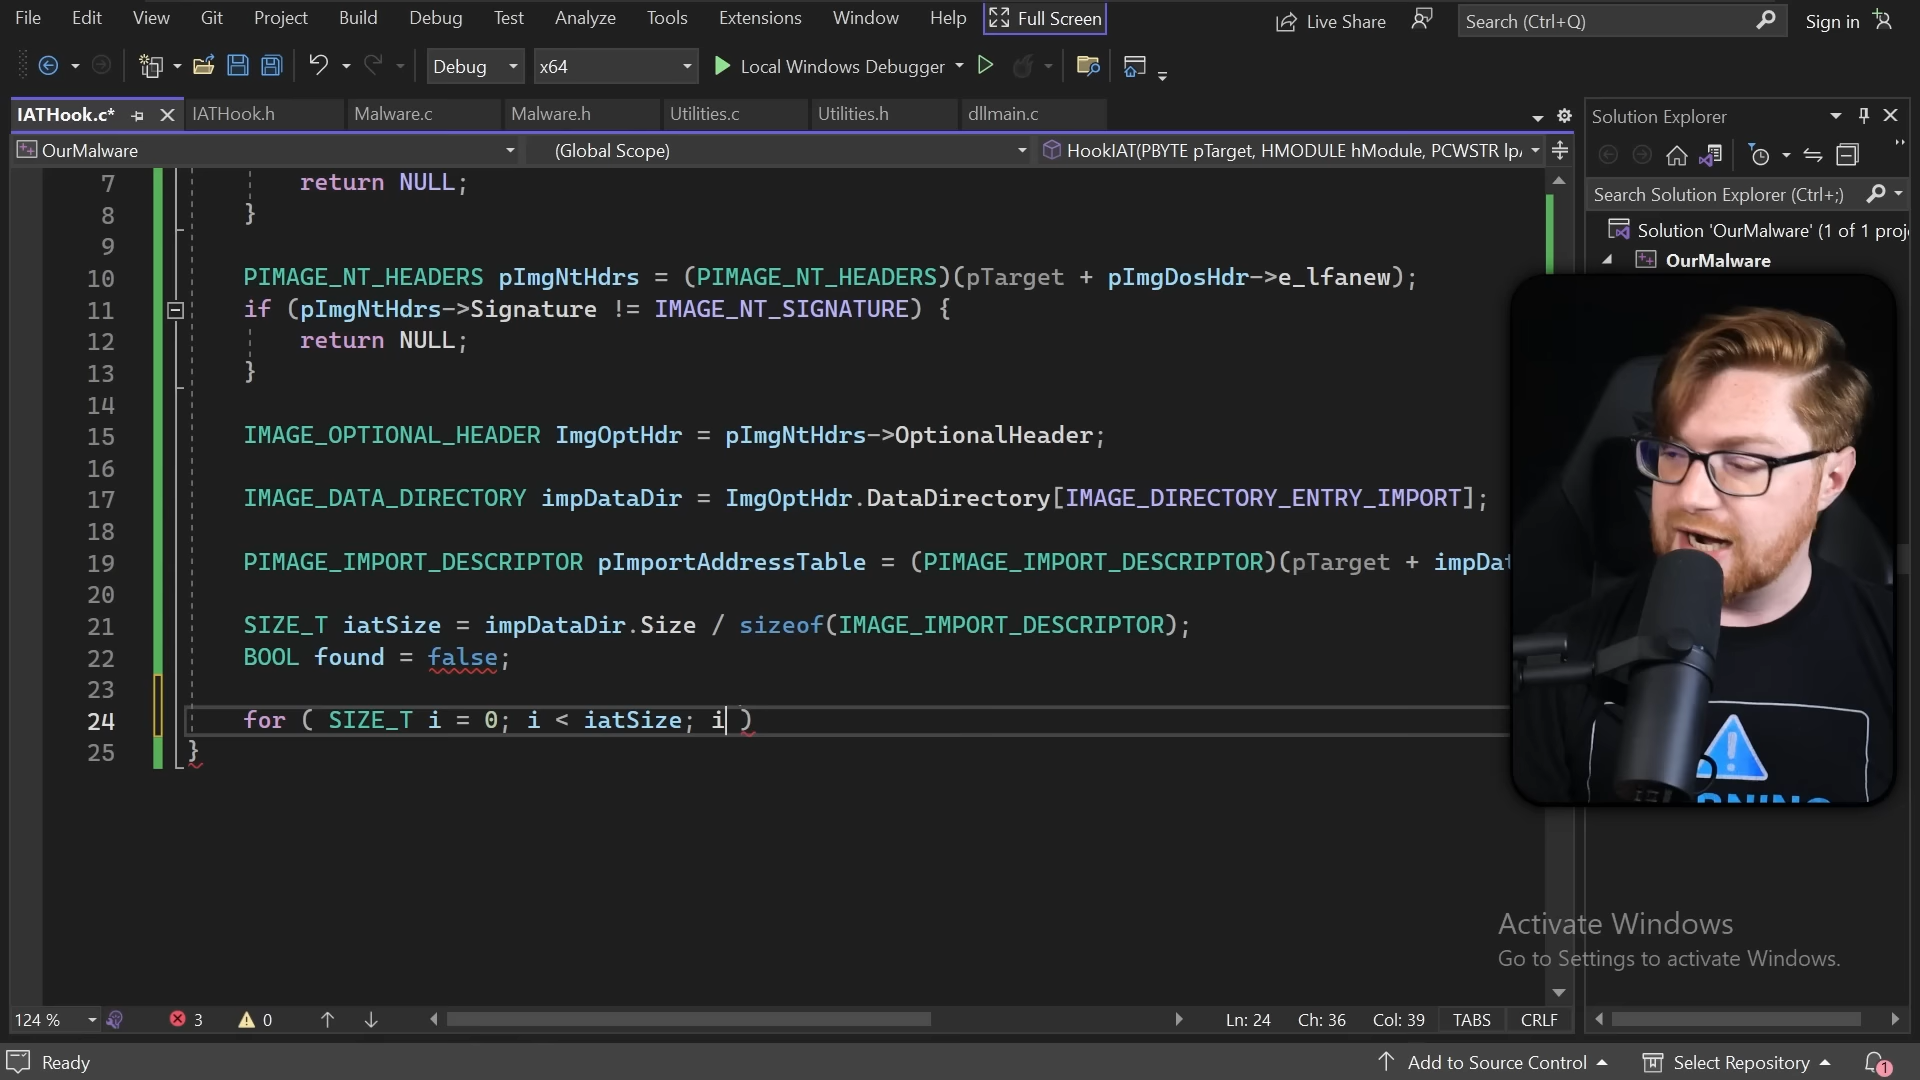 File Edit View Git Project Build Debug Test Analyze Tools Extensions Window Help Full Screen Live Share Search (Ctrl+Q) Sign in
Debug x64 Local Windows Debugger
IATHook.c* IATHook.h Malware.c Malware.h Utilities.c Utilities.h dllmain.c
OurMalware (Global Scope) HookIAT(PBYTE pTarget, HMODULE hModule, PCWSTR lpA
7 return NULL;
8 }
9
10 PIMAGE_NT_HEADERS pImgNtHdrs = (PIMAGE_NT_HEADERS)(pTarget + pImgDosHdr->e_lfanew);
11 if (pImgNtHdrs->Signature != IMAGE_NT_SIGNATURE) {
12 return NULL;
13 }
14
15 IMAGE_OPTIONAL_HEADER ImgOptHdr = pImgNtHdrs->OptionalHeader;
16
17 IMAGE_DATA_DIRECTORY impDataDir = ImgOptHdr.DataDirectory[IMAGE_DIRECTORY_ENTRY_IMPORT];
18
19 PIMAGE_IMPORT_DESCRIPTOR pImportAddressTable = (PIMAGE_IMPORT_DESCRIPTOR)(pTarget + impDat
20
21 SIZE_T iatSize = impDataDir.Size / sizeof(IMAGE_IMPORT_DESCRIPTOR);
22 BOOL found = false;
23
24 for ( SIZE_T i = 0; i < iatSize; i )
25 }
Solution Explorer
Search Solution Explorer (Ctrl+;)
Solution 'OurMalware' (1 of 1 proj
OurMalware
Activate Windows
Go to Settings to activate Windows.
124 % 3 0 Ln: 24 Ch: 36 Col: 39 TABS CRLF
Ready Add to Source Control Select Repository 1